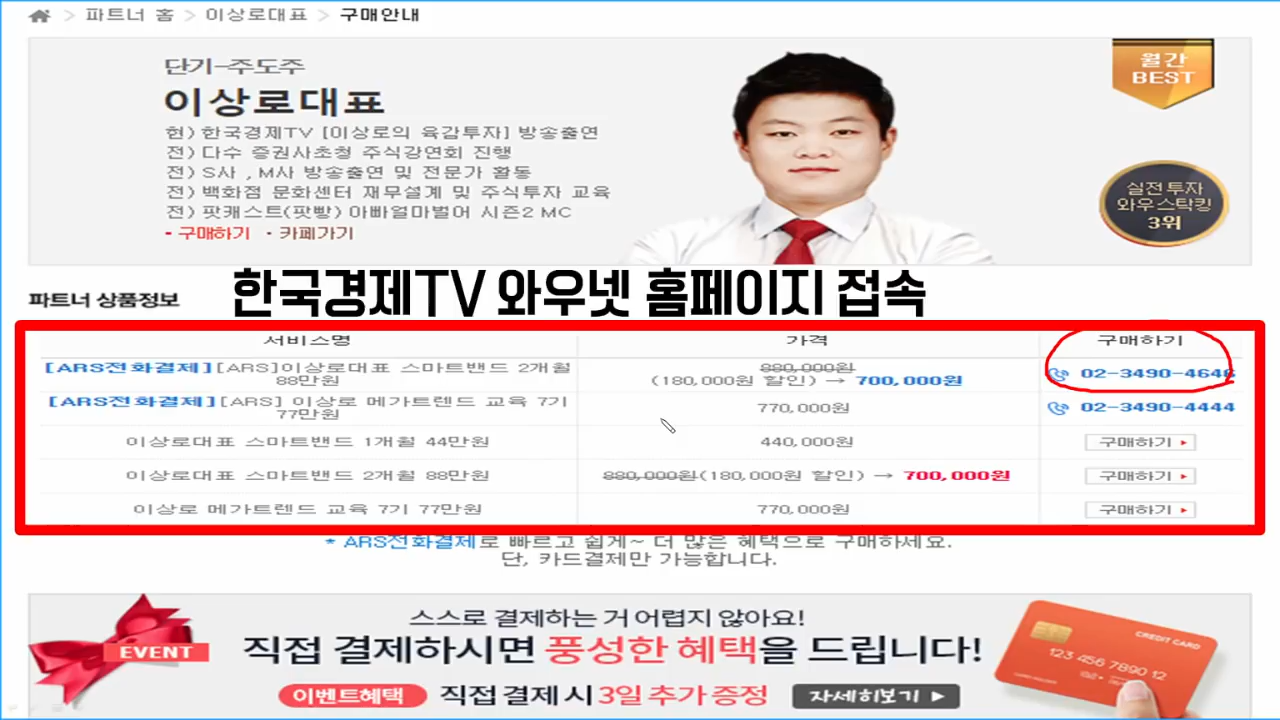 파트너 홈 > 이상로대표 > 구매안내
단기-주도주
이상로대표
현) 한국경제TV [이상로의 육감투자] 방송출연
전) 다수 증권사초청 주식강연회 진행
전) S사 , M사 방송출연 및 전문가 활동
전) 백화점 문화센터 재무설계 및 주식투자 교육
전) 팟캐스트(팟빵) 아빠얼마벌어 시즌2 MC
- 구매하기 · 카페가기
월간
BEST
실전투자
와우스탁킹
3위
파트너 상품정보
한국경제TV 와우넷 홈페이지 접속
서비스명 가격 구매하기
[ARS전화결제][ARS]이상로대표 스마트밴드 2개월
88만원
880,000원
(180,000원 할인) → 700,000원
02-3490-4646
[ARS전화결제][ARS] 이상로 메가트렌드 교육 7기
77만원
770,000원
02-3490-4444
이상로대표 스마트밴드 1개월 44만원 440,000원 구매하기
이상로대표 스마트밴드 2개월 88만원 880,000원(180,000원 할인) → 700,000원 구매하기
이상로 메가트렌드 교육 7기 77만원 770,000원 구매하기
* ARS전화결제로 빠르고 쉽게~ 더 많은 혜택으로 구매하세요.
단, 카드결제만 가능합니다.
EVENT
스스로 결제하는 거 어렵지 않아요!
직접 결제하시면 풍성한 혜택을 드립니다!
이벤트혜택 직접 결제 시 3일 추가 증정 자세히보기 ▶
CREDIT CARD
123 456 7890 12